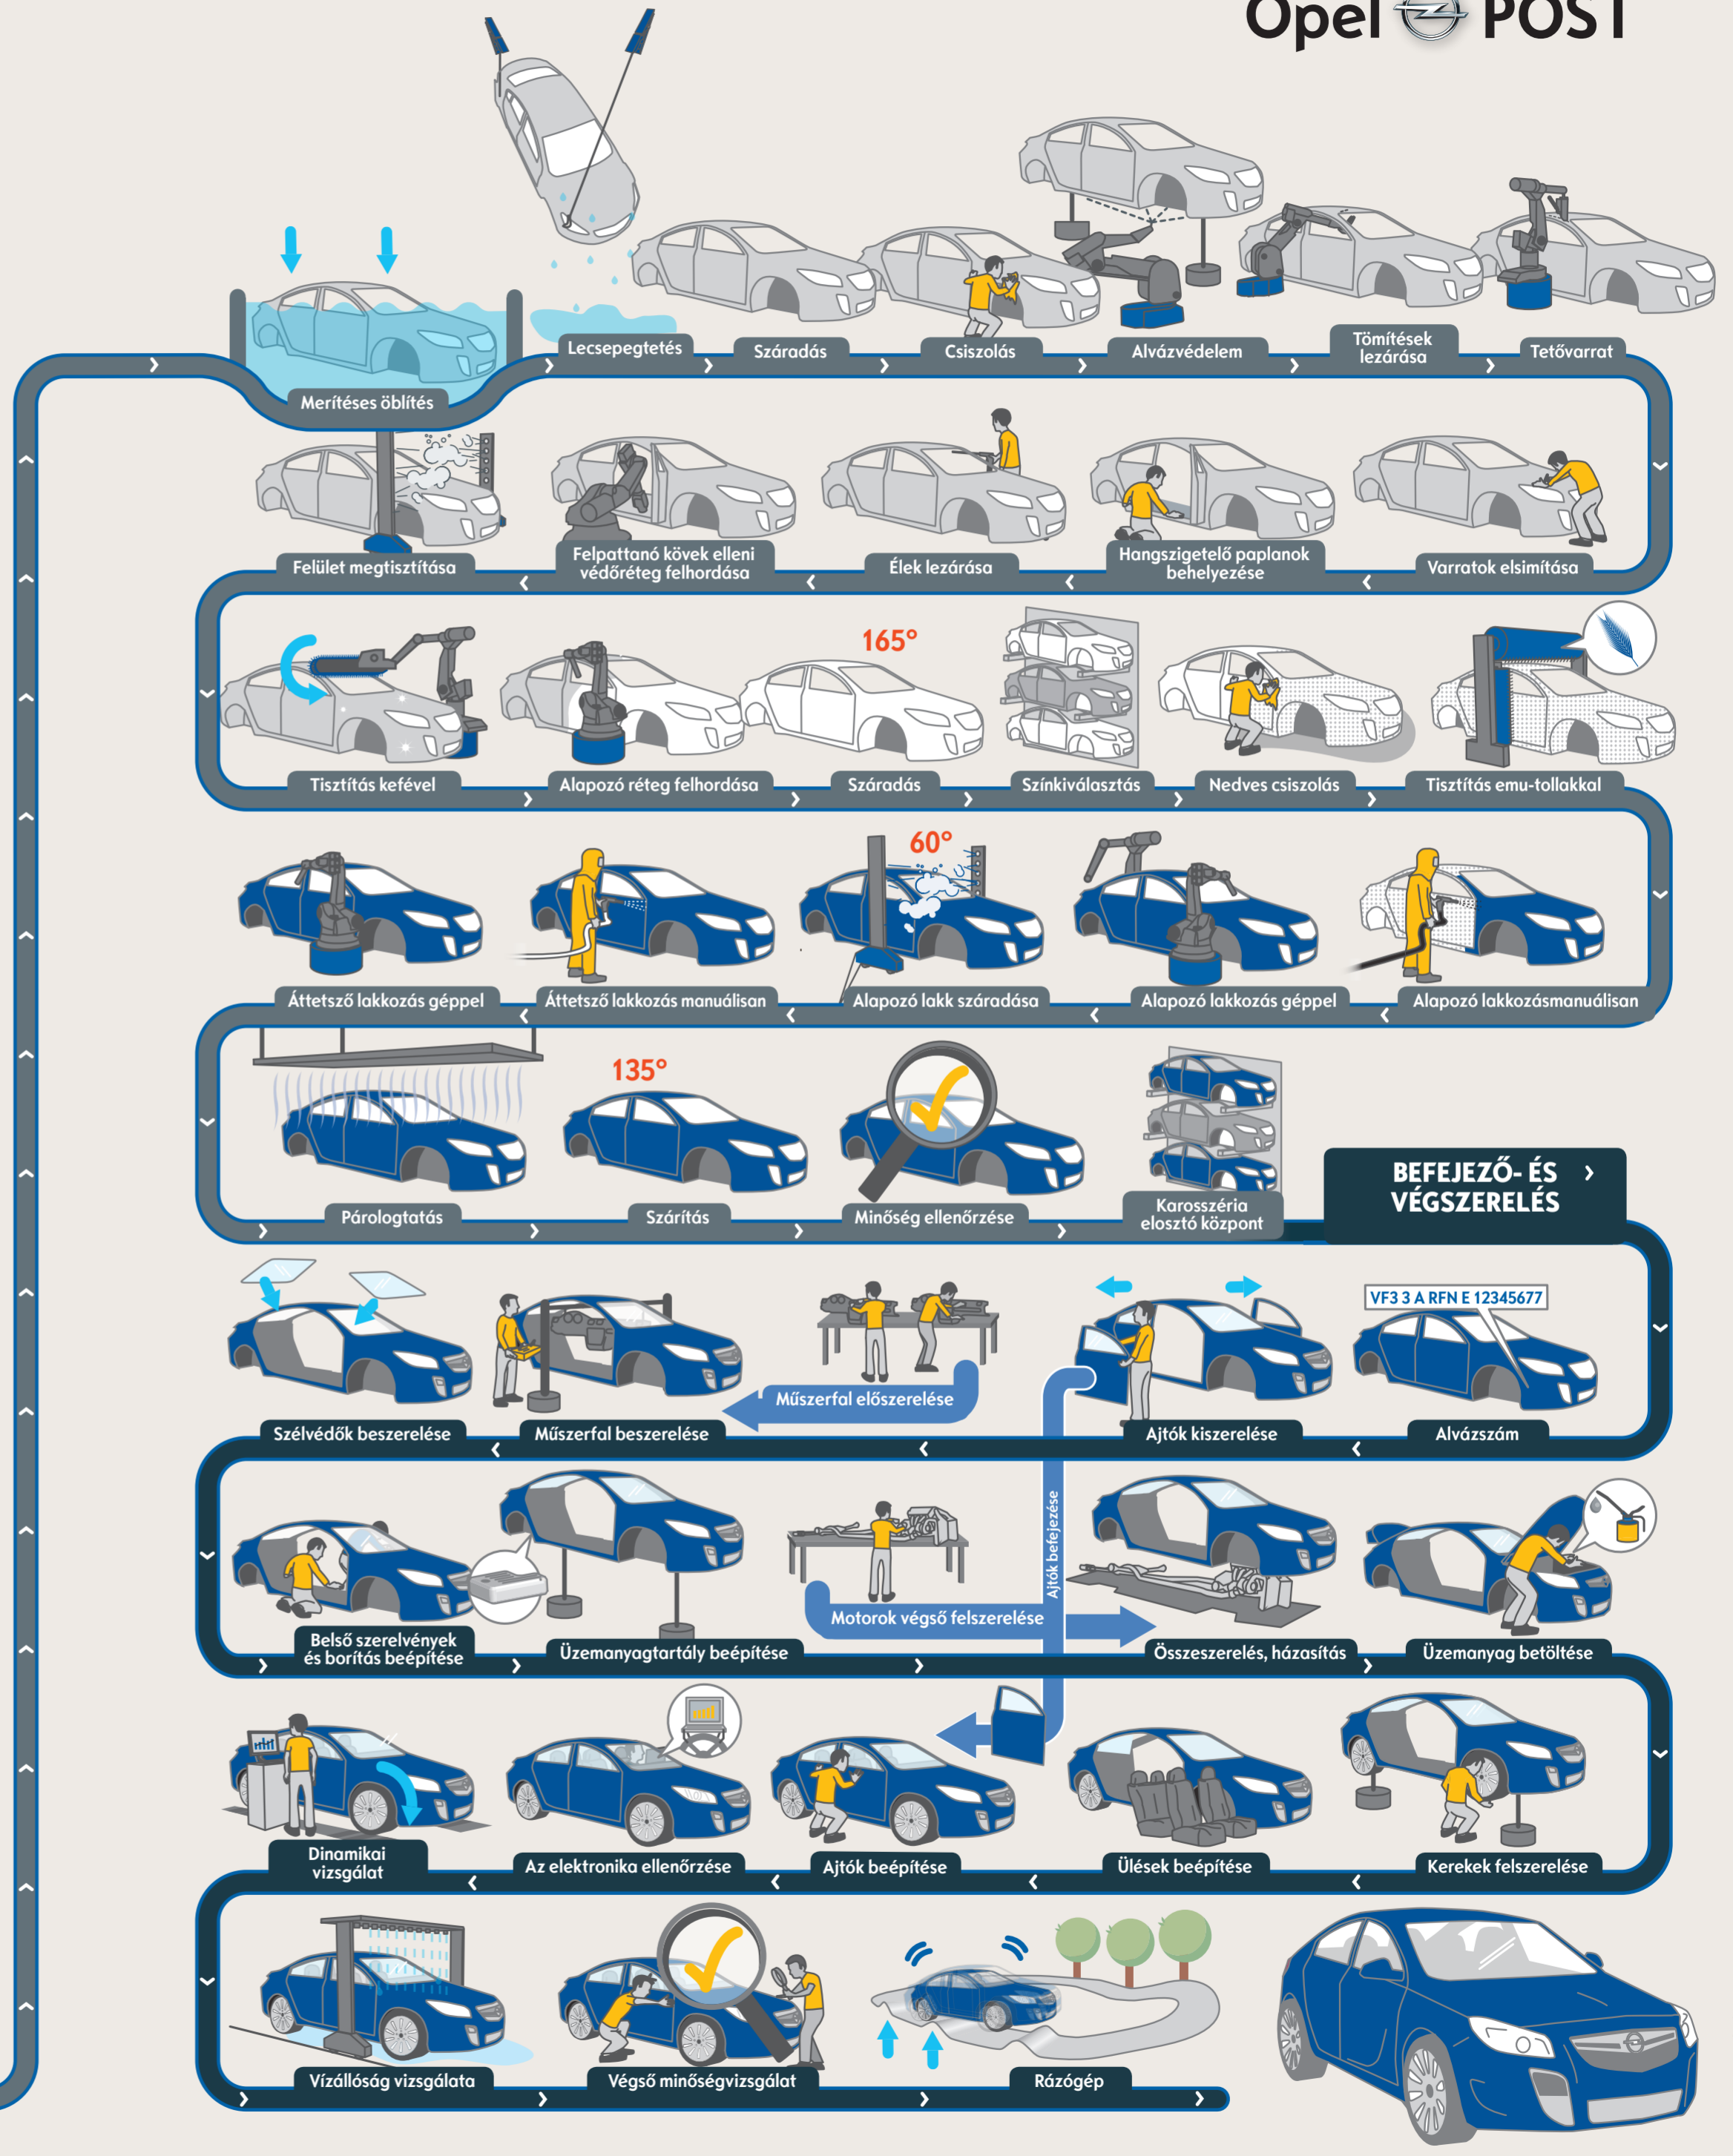 Opel POST
Lecsepegtetés
Száradás
Csiszolás
Alvázvédelem
Tömítések
lezárása
Tetővarrat
Merítéses öblítés
Felület megtisztítása
Felpattanó kövek elleni
védőréteg felhordása
Élek lezárása
Hangszigetelő paplanok
behelyezése
Varratok elsimítása
165°
Tisztítás kefével
Alapozó réteg felhordása
Száradás
Színkiválasztás
Nedves csiszolás
Tisztítás emu-tollakkal
60°
Áttetsző lakkozás géppel
Áttetsző lakkozás manuálisan
Alapozó lakk száradása
Alapozó lakkozás géppel
Alapozó lakkozásmanuálisan
135°
Párologtatás
Szárítás
Minőség ellenőrzése
Karosszéria
elosztó központ
BEFEJEZŐ- ÉS
VÉGSZERELÉS
VF3 3 A RFN E 12345677
Műszerfal előszerelése
Szélvédők beszerelése
Műszerfal beszerelése
Ajtók kiszerelése
Alvázszám
Ajtók befejezése
Motorok végső felszerelése
Belső szerelvények
és borítás beépítése
Üzemanyagtartály beépítése
Összeszerelés, házasítás
Üzemanyag betöltése
Dinamikai
vizsgálat
Az elektronika ellenőrzése
Ajtók beépítése
Ülések beépítése
Kerekek felszerelése
Vízállóság vizsgálata
Végső minőségvizsgálat
Rázógép